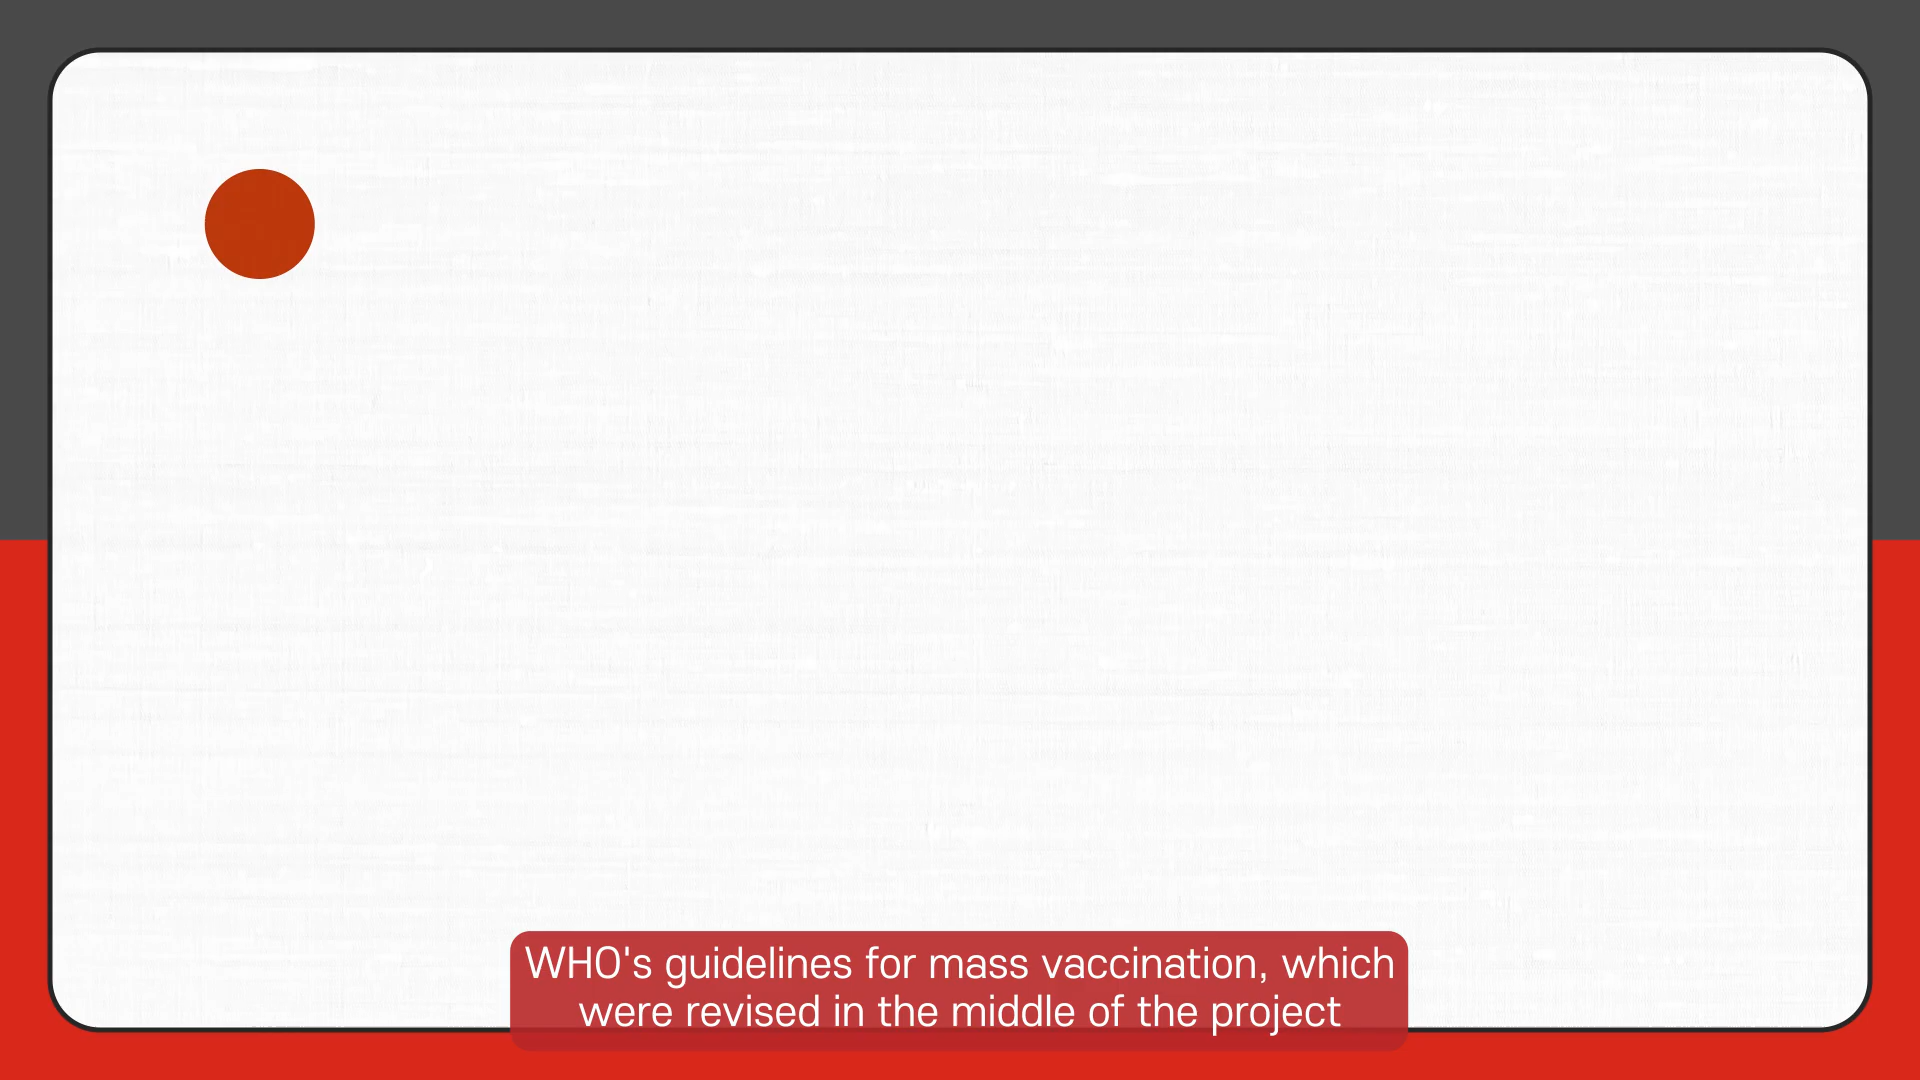 WHO's guidelines for mass vaccination, which
were revised in the middle of the project